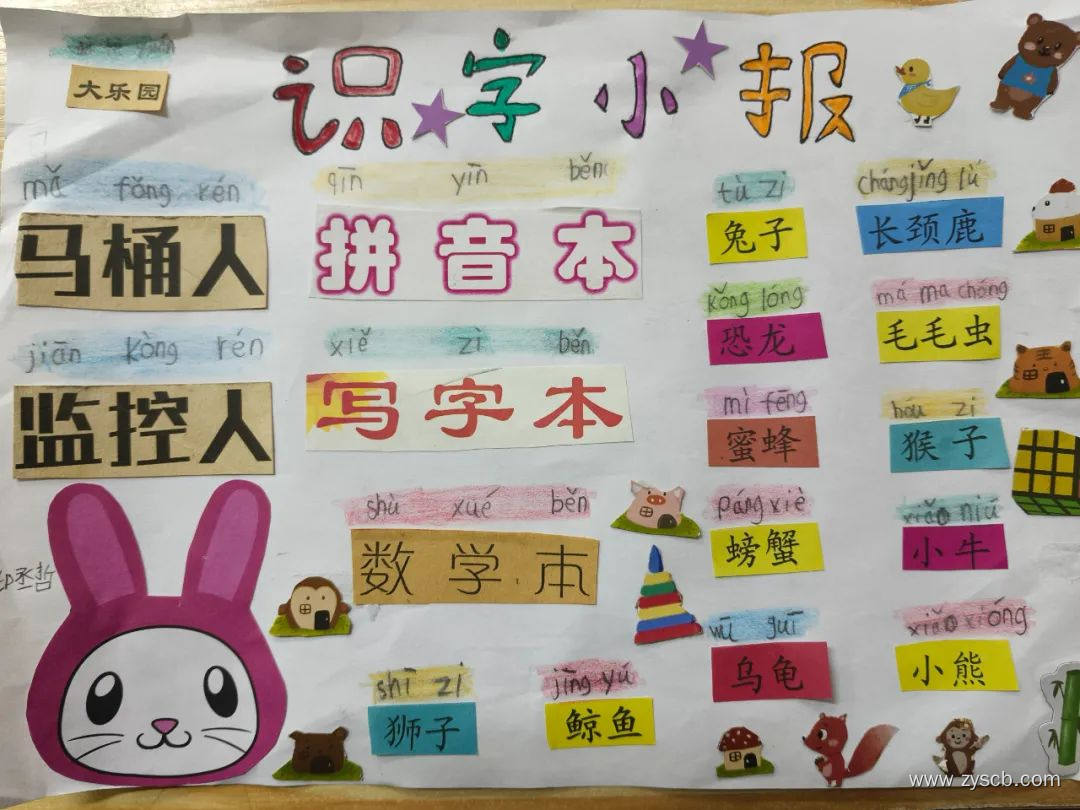 识字小报
大乐园
mǎ fǒng rén
马桶人
jiān kòng rén
监控人
丞哲
qīn yīn běn
拼音本
xiě zì běn
写字本
shù xué běn
数学本
shī zi
狮子
jīng yú
鲸鱼
tù zi
兔子
chángjǐng lù
长颈鹿
kǒng lóng
恐龙
má ma chóng
毛毛虫
mì fēng
蜜蜂
hóu zi
猴子
páng xiè
螃蟹
xiǎo niú
小牛
wū guī
乌龟
xiǎo xióng
小熊
www.zyscb.com